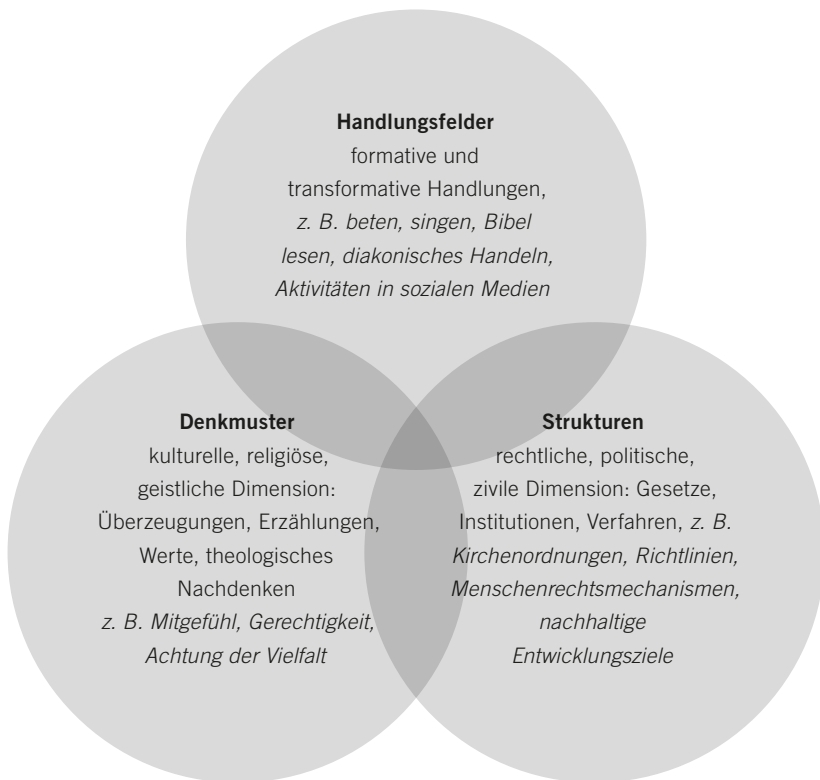 Handlungsfelder
formative und
transformative Handlungen,
z. B. beten, singen, Bibel
lesen, diakonisches Handeln,
Aktivitäten in sozialen Medien
Denkmuster
kulturelle, religiöse,
geistliche Dimension:
Überzeugungen, Erzählungen,
Werte, theologisches
Nachdenken
z. B. Mitgefühl, Gerechtigkeit,
Achtung der Vielfalt
Strukturen
rechtliche, politische,
zivile Dimension: Gesetze,
Institutionen, Verfahren, z. B.
Kirchenordnungen, Richtlinien,
Menschenrechtsmechanismen,
nachhaltige
Entwicklungsziele